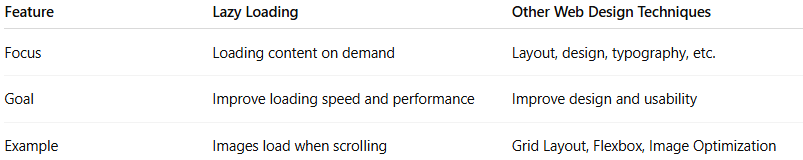 Feature Lazy Loading Other Web Design Techniques
Focus Loading content on demand Layout, design, typography, etc.
Goal Improve loading speed and performance Improve design and usability
Example Images load when scrolling Grid Layout, Flexbox, Image Optimization